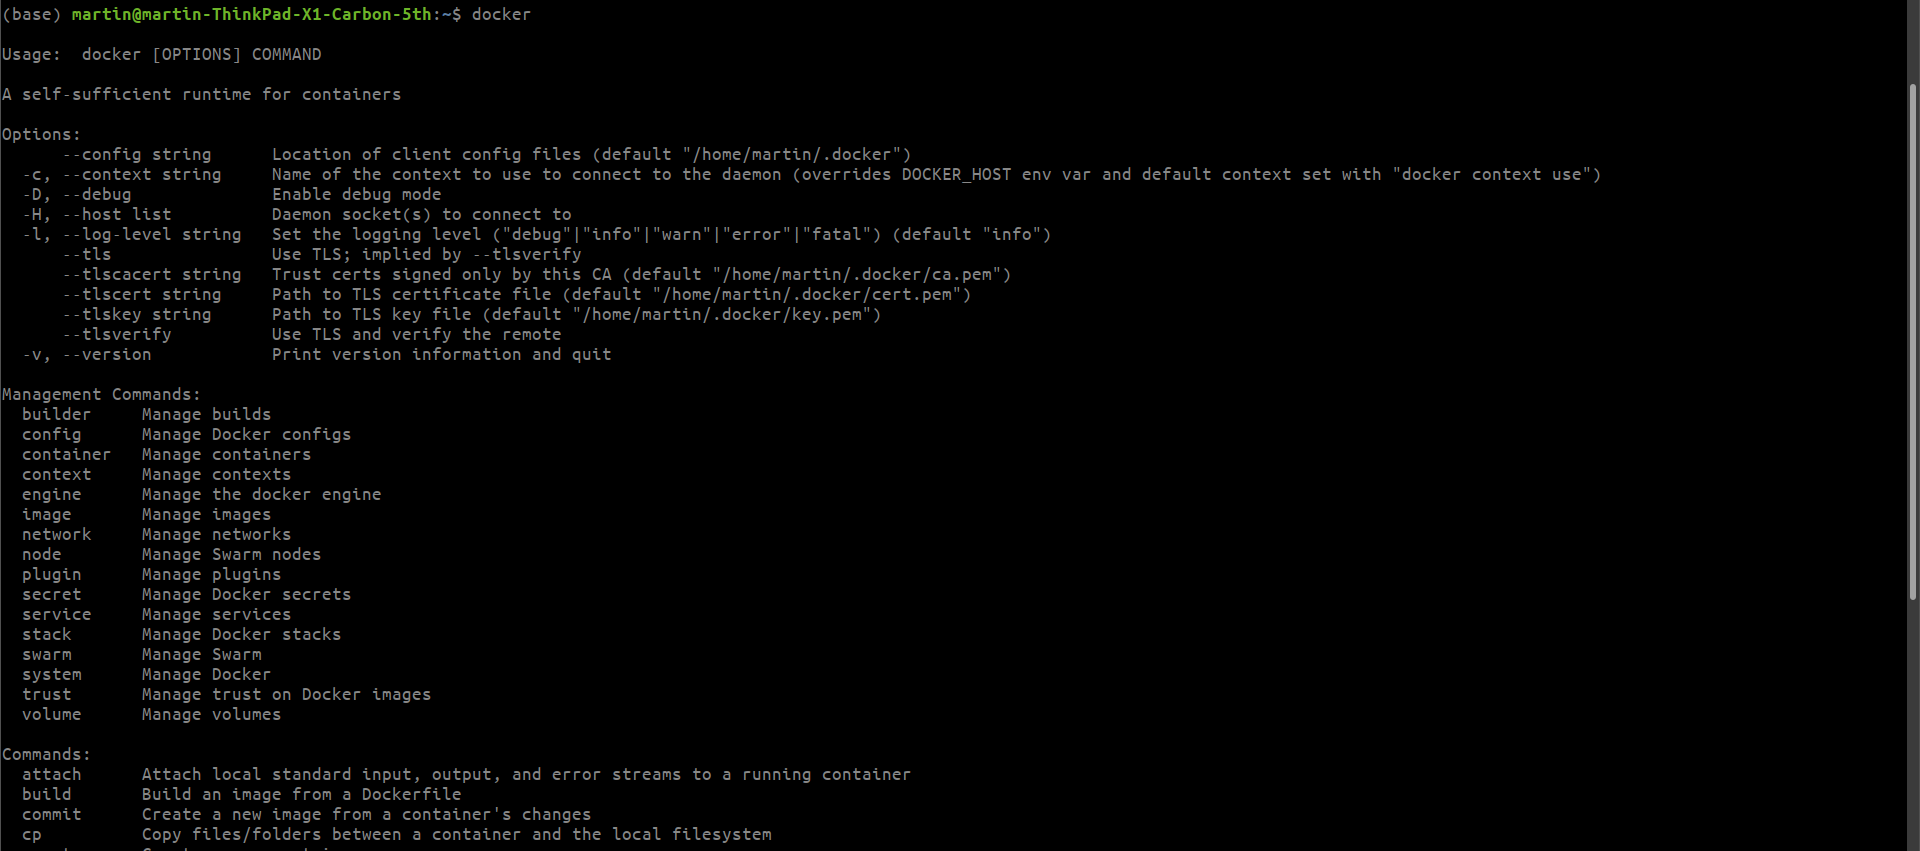 (base) martin@martin-ThinkPad-X1-Carbon-5th:~$ docker

Usage:  docker [OPTIONS] COMMAND

A self-sufficient runtime for containers

Options:
      --config string      Location of client config files (default "/home/martin/.docker")
  -c, --context string     Name of the context to use to connect to the daemon (overrides DOCKER_HOST env var and default context set with "docker context use")
  -D, --debug              Enable debug mode
  -H, --host list          Daemon socket(s) to connect to
  -l, --log-level string   Set the logging level ("debug"|"info"|"warn"|"error"|"fatal") (default "info")
      --tls                Use TLS; implied by --tlsverify
      --tlscacert string   Trust certs signed only by this CA (default "/home/martin/.docker/ca.pem")
      --tlscert string     Path to TLS certificate file (default "/home/martin/.docker/cert.pem")
      --tlskey string      Path to TLS key file (default "/home/martin/.docker/key.pem")
      --tlsverify          Use TLS and verify the remote
  -v, --version            Print version information and quit

Management Commands:
  builder     Manage builds
  config      Manage Docker configs
  container   Manage containers
  context     Manage contexts
  engine      Manage the docker engine
  image       Manage images
  network     Manage networks
  node        Manage Swarm nodes
  plugin      Manage plugins
  secret      Manage Docker secrets
  service     Manage services
  stack       Manage Docker stacks
  swarm       Manage Swarm
  system      Manage Docker
  trust       Manage trust on Docker images
  volume      Manage volumes

Commands:
  attach      Attach local standard input, output, and error streams to a running container
  build       Build an image from a Dockerfile
  commit      Create a new image from a container's changes
  cp          Copy files/folders between a container and the local filesystem